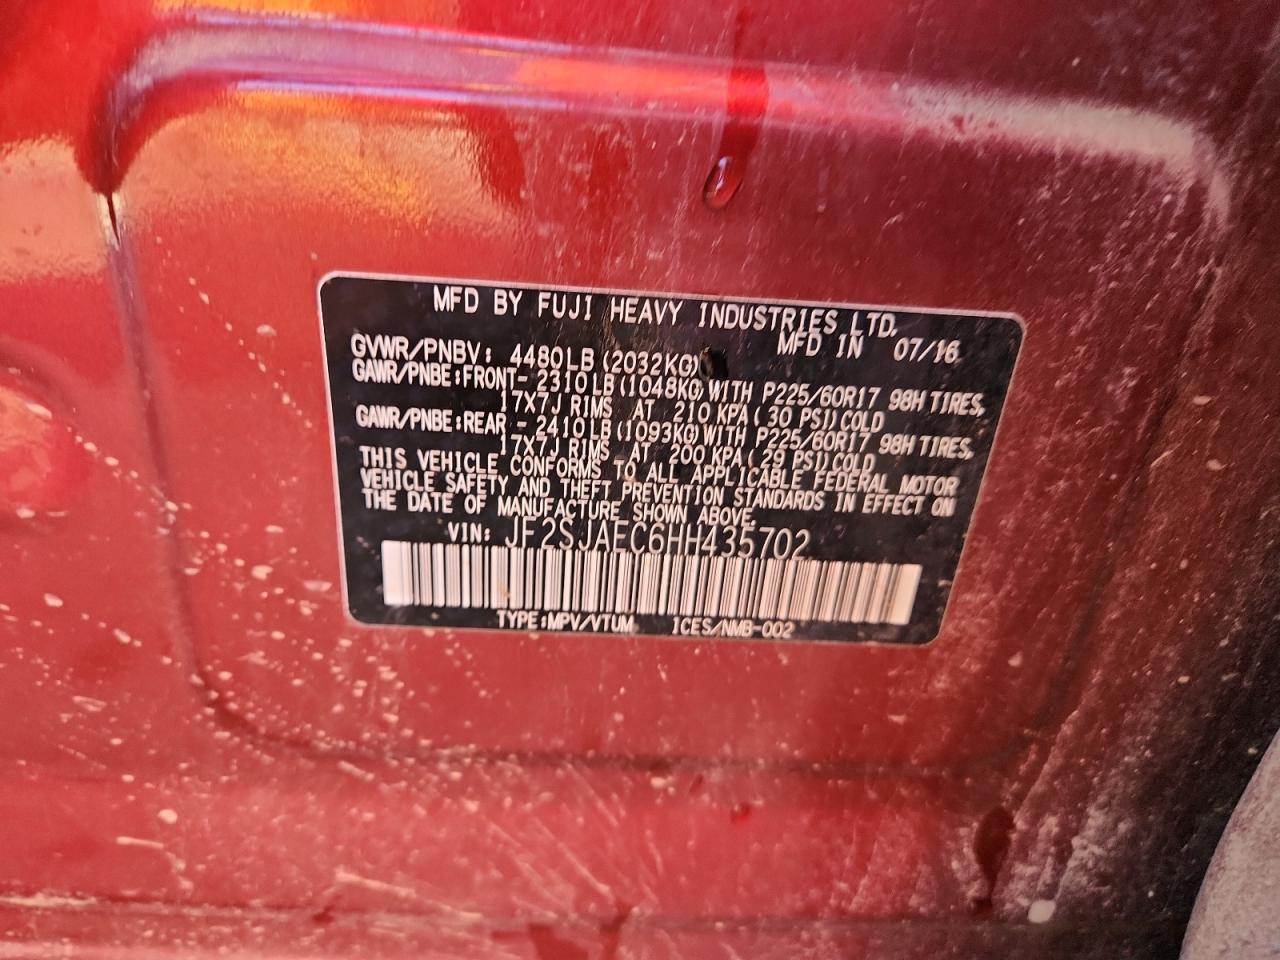 MFD BY FUJI HEAVY INDUSTRIES LTD.
MFD IN 07/16
GVWR/PNBV: 4480LB (2032KG)
GAWR/PNBE:FRONT- 2310LB (1048KG) WITH P225/60R17 98H TIRES,
17X7J RIMS AT 210 KPA (30 PSI) COLD
GAWR/PNBE:REAR - 2410LB (1093KG) WITH P225/60R17 98H TIRES,
17X7J RIMS AT 200 KPA (29 PSI) COLD
THIS VEHICLE CONFORMS TO ALL APPLICABLE FEDERAL MOTOR
VEHICLE SAFETY AND THEFT PREVENTION STANDARDS IN EFFECT ON
THE DATE OF MANUFACTURE SHOWN ABOVE.
VIN: JF2SJAEC6HH435702
TYPE:MPV/VTUM ICES/NMB-002